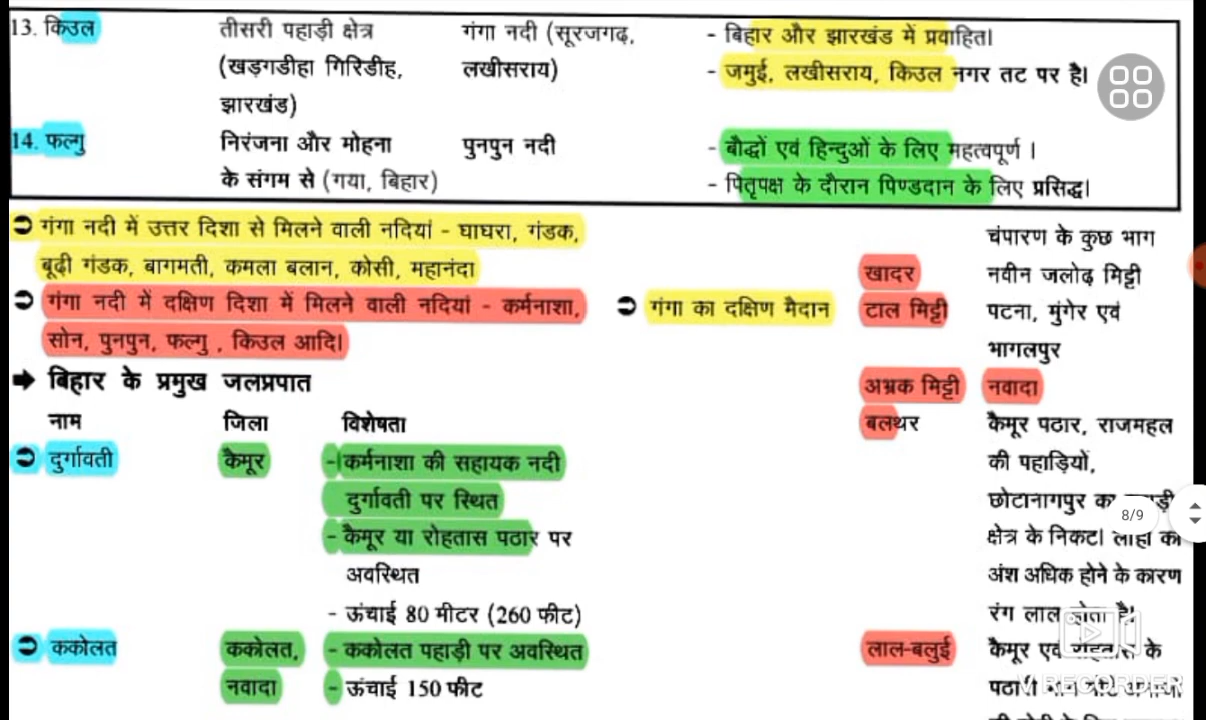 13. किउल तीसरी पहाड़ी क्षेत्र गंगा नदी (सूरजगढ़, - बिहार और झारखंड में प्रवाहित।
(खड़गडीहा गिरिडीह, लखीसराय) - जमुई, लखीसराय, किउल नगर तट पर है।
झारखंड)
14. फल्गु निरंजना और मोहना पुनपुन नदी - बौद्धों एवं हिन्दुओं के लिए महत्वपूर्ण ।
के संगम से (गया, बिहार) - पितृपक्ष के दौरान पिण्डदान के लिए प्रसिद्ध।
➲ गंगा नदी में उत्तर दिशा से मिलने वाली नदियां - घाघरा, गंडक,
बूढ़ी गंडक, बागमती, कमला बलान, कोसी, महानंदा
➲ गंगा नदी में दक्षिण दिशा में मिलने वाली नदियां - कर्मनाशा,
सोन, पुनपुन, फल्गु , किउल आदि।
➡ बिहार के प्रमुख जलप्रपात
नाम जिला विशेषता
➲ दुर्गावती कैमूर - कर्मनाशा की सहायक नदी
दुर्गावती पर स्थित
- कैमूर या रोहतास पठार पर
अवस्थित
- ऊंचाई 80 मीटर (260 फीट)
➲ ककोलत ककोलत, - ककोलत पहाड़ी पर अवस्थित
नवादा - ऊंचाई 150 फीट
चंपारण के कुछ भाग
खादर नवीन जलोढ़ मिट्टी
➲ गंगा का दक्षिण मैदान टाल मिट्टी पटना, मुंगेर एवं
भागलपुर
अभ्रक मिट्टी नवादा
बलथर कैमूर पठार, राजमहल
की पहाड़ियों,
छोटानागपुर
8/9
क्षेत्र के निकट। लोहा का
अंश अधिक होने के कारण
रंग लाल होता है।
लाल-बलुई कैमूर एवं रोहतास के
RECORDER